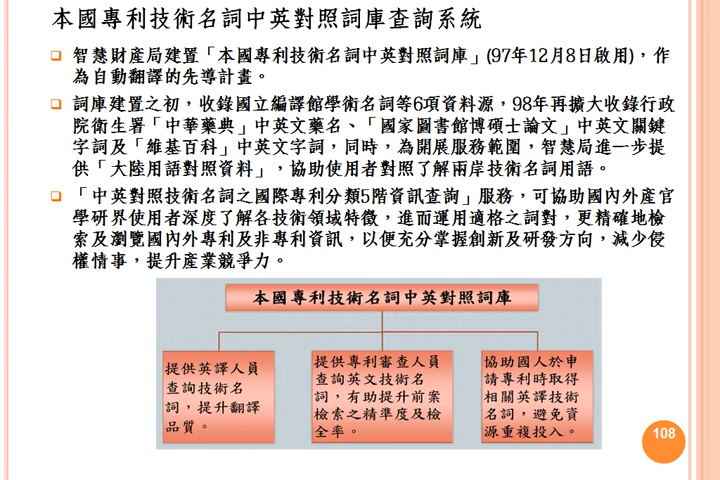 本國專利技術名詞中英對照詞庫查詢系統
智慧財產局建置「本國專利技術名詞中英對照詞庫」(97年12月8日啟用)，作
為自動翻譯的先導計畫。
詞庫建置之初，收錄國立編譯館學術名詞等6項資料源，98年再擴大收錄行政
院衛生署「中華藥典」中英文藥名、「國家圖書館博碩士論文」中英文關鍵
字詞及「維基百科」中英文字詞，同時，為開展服務範圍，智慧局進一步提
供「大陸用語對照資料」，協助使用者對照了解兩岸技術名詞用語。
「中英對照技術名詞之國際專利分類5階資訊查詢」服務，可協助國內外產官
學研界使用者深度了解各技術領域特徵，進而運用適格之詞對，更精確地檢
索及瀏覽國內外專利及非專利資訊，以便充分掌握創新及研發方向，減少侵
權情事，提升產業競爭力。
本國專利技術名詞中英對照詞庫
提供英譯人員
查詢技術名
詞，提升翻譯
品質。
提供專利審查人員
查詢英文技術名
詞，有助提升前案
檢索之精準度及檢
全率。
協助國人於申
請專利時取得
相關英譯技術
名詞，避免資
源重複投入。
108